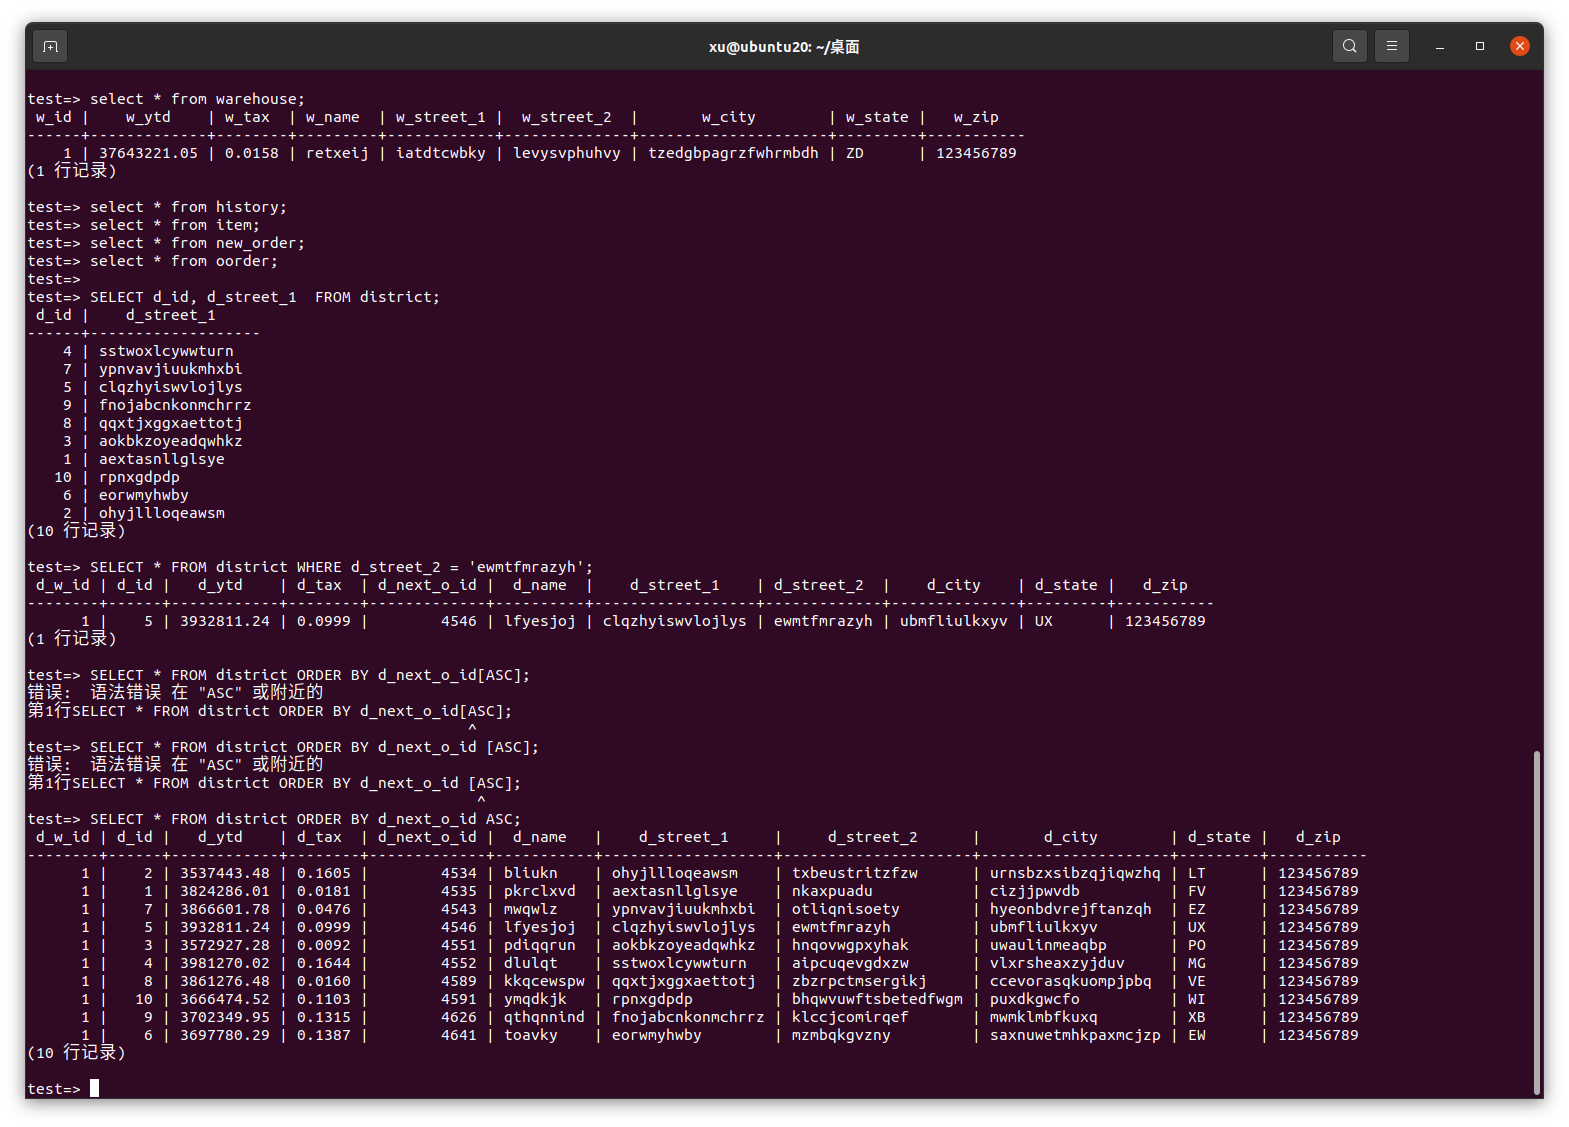 xu@ubuntu20: ~/桌面
test=> select * from warehouse;
 w_id |    w_ytd    | w_tax  | w_name  | w_street_1 |  w_street_2  |       w_city        | w_state |   w_zip
------+-------------+--------+---------+------------+--------------+---------------------+---------+-----------
    1 | 37643221.05 | 0.0158 | retxeij | iatdtcwbky | levysvphuhvy | tzedgbpagrzfwhrmbdh | ZD      | 123456789
(1 行记录)
test=> select * from history;
test=> select * from item;
test=> select * from new_order;
test=> select * from oorder;
test=>
test=> SELECT d_id, d_street_1  FROM district;
 d_id |    d_street_1
------+-------------------
    4 | sstwoxlcywwturn
    7 | ypnvavjiuukmhxbi
    5 | clqzhyiswvlojlys
    9 | fnojabcnkonmchrrz
    8 | qqxtjxggxaettotj
    3 | aokbkzoyeadqwhkz
    1 | aextasnllglsye
   10 | rpnxgdpdp
    6 | eorwmyhwby
    2 | ohyjllloqeawsm
(10 行记录)
test=> SELECT * FROM district WHERE d_street_2 = 'ewmtfmrazyh';
 d_w_id | d_id |   d_ytd    | d_tax  | d_next_o_id |  d_name  |    d_street_1    | d_street_2  |    d_city    | d_state |   d_zip
--------+------+------------+--------+-------------+----------+------------------+-------------+--------------+---------+-----------
      1 |    5 | 3932811.24 | 0.0999 |        4546 | lfyesjoj | clqzhyiswvlojlys | ewmtfmrazyh | ubmfliulkxyv | UX      | 123456789
(1 行记录)
test=> SELECT * FROM district ORDER BY d_next_o_id[ASC];
错误:  语法错误 在 "ASC" 或附近的
第1行SELECT * FROM district ORDER BY d_next_o_id[ASC];
                                                 ^
test=> SELECT * FROM district ORDER BY d_next_o_id [ASC];
错误:  语法错误 在 "ASC" 或附近的
第1行SELECT * FROM district ORDER BY d_next_o_id [ASC];
                                                  ^
test=> SELECT * FROM district ORDER BY d_next_o_id ASC;
 d_w_id | d_id |   d_ytd    | d_tax  | d_next_o_id |  d_name   |    d_street_1     |     d_street_2      |       d_city        | d_state |   d_zip
--------+------+------------+--------+-------------+-----------+-------------------+---------------------+---------------------+---------+-----------
      1 |    2 | 3537443.48 | 0.1605 |        4534 | bliukn    | ohyjllloqeawsm    | txbeustritzfzw      | urnsbzxsibzqjiqwzhq | LT      | 123456789
      1 |    1 | 3824286.01 | 0.0181 |        4535 | pkrclxvd  | aextasnllglsye    | nkaxpuadu           | cizjjpwvdb          | FV      | 123456789
      1 |    7 | 3866601.78 | 0.0476 |        4543 | mwqwlz    | ypnvavjiuukmhxbi  | otliqnisoety        | hyeonbdvrejftanzqh  | EZ      | 123456789
      1 |    5 | 3932811.24 | 0.0999 |        4546 | lfyesjoj  | clqzhyiswvlojlys  | ewmtfmrazyh         | ubmfliulkxyv        | UX      | 123456789
      1 |    3 | 3572927.28 | 0.0092 |        4551 | pdiqqrun  | aokbkzoyeadqwhkz  | hnqovwgpxyhak       | uwaulinmeaqbp       | PO      | 123456789
      1 |    4 | 3981270.02 | 0.1644 |        4552 | dlulqt    | sstwoxlcywwturn   | aipcuqevgdxzw       | vlxrsheaxzyjduv     | MG      | 123456789
      1 |    8 | 3861276.48 | 0.0160 |        4589 | kkqcewspw | qqxtjxggxaettotj  | zbzrpctmsergikj     | ccevorasqkuompjpbq  | VE      | 123456789
      1 |   10 | 3666474.52 | 0.1103 |        4591 | ymqdkjk   | rpnxgdpdp         | bhqwvuwftsbetedfwgm | puxdkgwcfo          | WI      | 123456789
      1 |    9 | 3702349.95 | 0.1315 |        4626 | qthqnnind | fnojabcnkonmchrrz | klccjcomirqef       | mwmklmbfkuxq        | XB      | 123456789
      1 |    6 | 3697780.29 | 0.1387 |        4641 | toavky    | eorwmyhwby        | mzmbqkgvzny         | saxnuwetmhkpaxmcjzp | EW      | 123456789
(10 行记录)
test=>